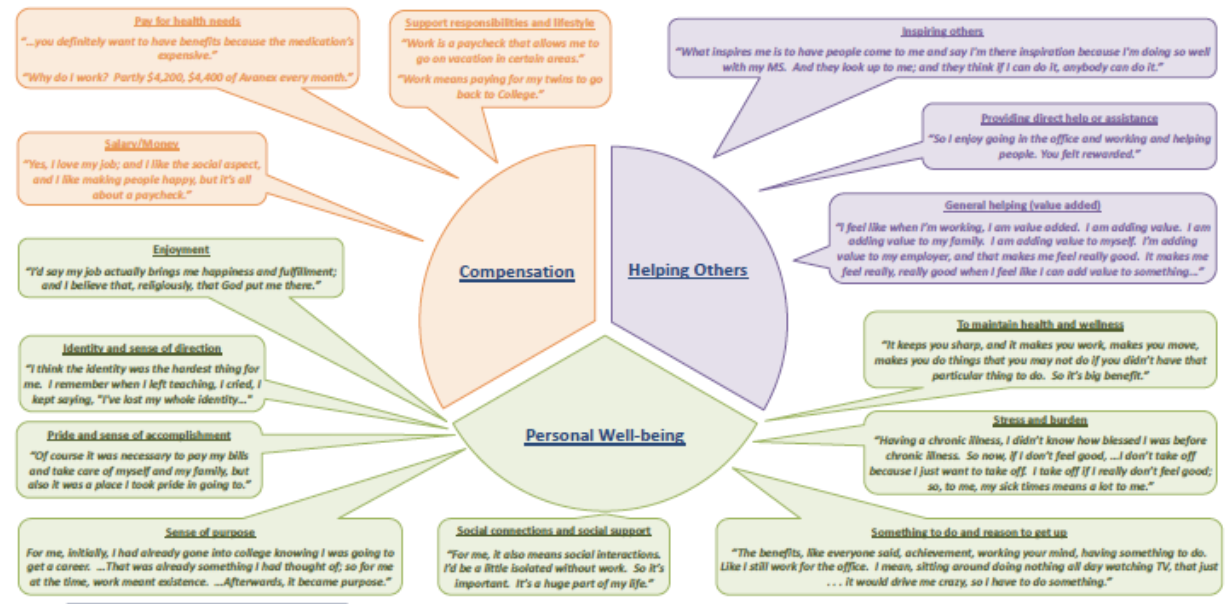 Pay for health needs
“…you definitely want to have benefits because the medication’s
expensive.”
“Why do I work?  Partly $4,200, $4,400 of Avanex every month.”
Support responsibilities and lifestyle
“Work is a paycheck that allows me to
go on vacation in certain areas.”
“Work means paying for my twins to go
back to College.”
Inspiring others
“What inspires me is to have people come to me and say I’m there inspiration because I’m doing so well
with my MS.  And they look up to me; and they think if I can do it, anybody can do it.”
Providing direct help or assistance
“So I enjoy going in the office and working and helping
people. You felt rewarded.”
Salary/Money
“Yes, I love my job; and I like the social aspect,
and I like making people happy, but it’s all
about a paycheck.”
General helping (value added)
“I feel like when I’m working, I am value added.  I am adding value.  I am
adding value to my family.  I am adding value to myself.  I’m adding
value to my employer, and that makes me feel really good.  It makes me
feel really, really good when I feel like I can add value to something…”
Enjoyment
“I’d say my job actually brings me happiness and fulfillment;
and I believe that, religiously, that God put me there.”
Compensation
Helping Others
To maintain health and wellness
“It keeps you sharp, and it makes you work, makes you move,
makes you do things that you may not do if you didn’t have that
particular thing to do.  So it’s big benefit.”
Identity and sense of direction
“I think the identity was the hardest thing for
me.  I remember when I left teaching, I cried, I
kept saying, “I’ve lost my whole identity…”
Personal Well-being
Stress and burden
“Having a chronic illness, I didn’t know how blessed I was before
chronic illness.  So now, if I don’t feel good, …I don’t take off
because I just want to take off.  I take off if I really don’t feel good;
so, to me, my sick times means a lot to me.”
Pride and sense of accomplishment
“Of course it was necessary to pay my bills
and take care of myself and my family, but
also it was a place I took pride in going to.”
Sense of purpose
For me, initially, I had already gone into college knowing I was going to
get a career.  …That was already something I had thought of; so for me
at the time, work meant existence.  …Afterwards, it became purpose.”
Social connections and social support
“For me, it also means social interactions.
I’d be a little isolated without work.  So it’s
important.  It’s a huge part of my life.”
Something to do and reason to get up
“The benefits, like everyone said, achievement, working your mind, having something to do.
Like I still work for the office.  I mean, sitting around doing nothing all day watching TV, that just
. . . it would drive me crazy, so I have to do something.”